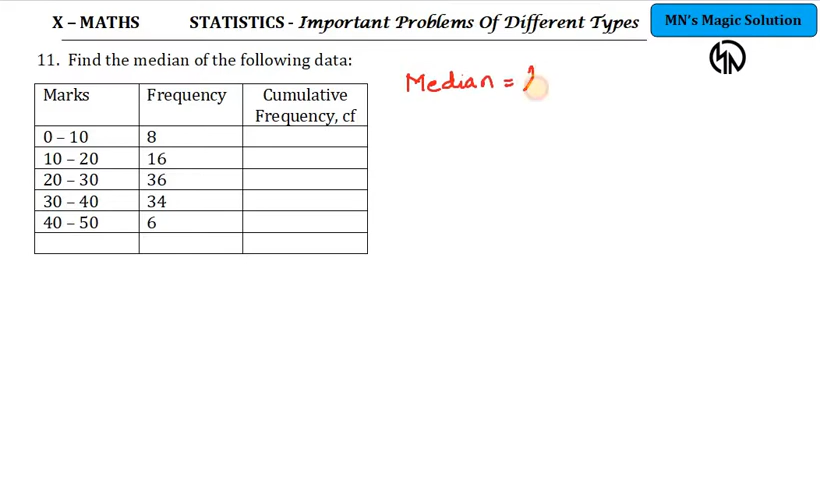 X – MATHS STATISTICS - Important Problems Of Different Types MN's Magic Solution
11. Find the median of the following data:
Median =
Marks Frequency Cumulative Frequency, cf
0 – 10 8
10 – 20 16
20 – 30 36
30 – 40 34
40 – 50 6